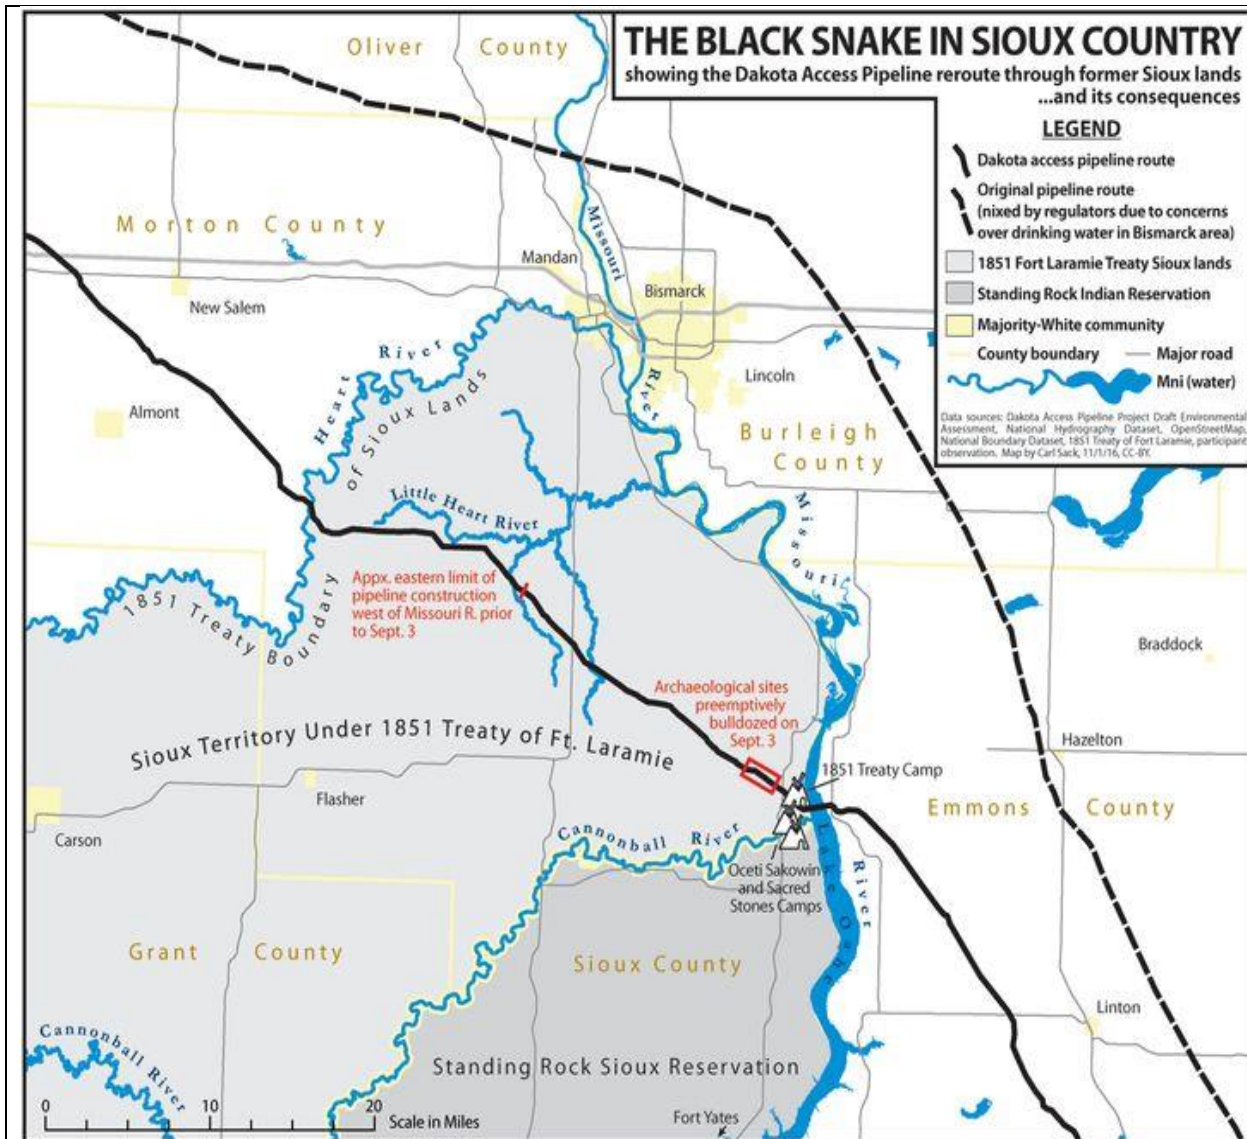 THE BLACK SNAKE IN SIOUX COUNTRY
showing the Dakota Access Pipeline reroute through former Sioux lands
...and its consequences
LEGEND
Dakota access pipeline route
Original pipeline route
(nixed by regulators due to concerns
over drinking water in Bismarck area)
1851 Fort Laramie Treaty Sioux lands
Standing Rock Indian Reservation
Majority-White community
County boundary
Major road
Mni (water)
Data sources: Dakota Access Pipeline Project Draft Environmental
Assessment, National Hydrography Dataset, OpenStreetMap,
National Boundary Dataset, 1851 Treaty of Fort Laramie, participant
observation. Map by Carl Sack, 11/1/16, CC-BY.
Oliver County
Morton County
Missouri
Mandan
Bismarck
New Salem
Heart River
River
Lincoln
of Sioux Lands
Almont
Burleigh
County
Little Heart River
Missouri
Appx. eastern limit of
pipeline construction
west of Missouri R. prior
to Sept. 3
1851 Treaty Boundary
Braddock
Archaeological sites
preemptively
bulldozed on
Sept. 3
Sioux Territory Under 1851 Treaty of Ft. Laramie
Hazelton
1851 Treaty Camp
Flasher
Emmons County
Carson
Cannonball River
Lake Oahe
River
Oceti Sakowin
and Sacred
Stones Camps
Grant County
Sioux County
Linton
Cannonball River
Standing Rock Sioux Reservation
Fort Yates
0 10 20
Scale in Miles